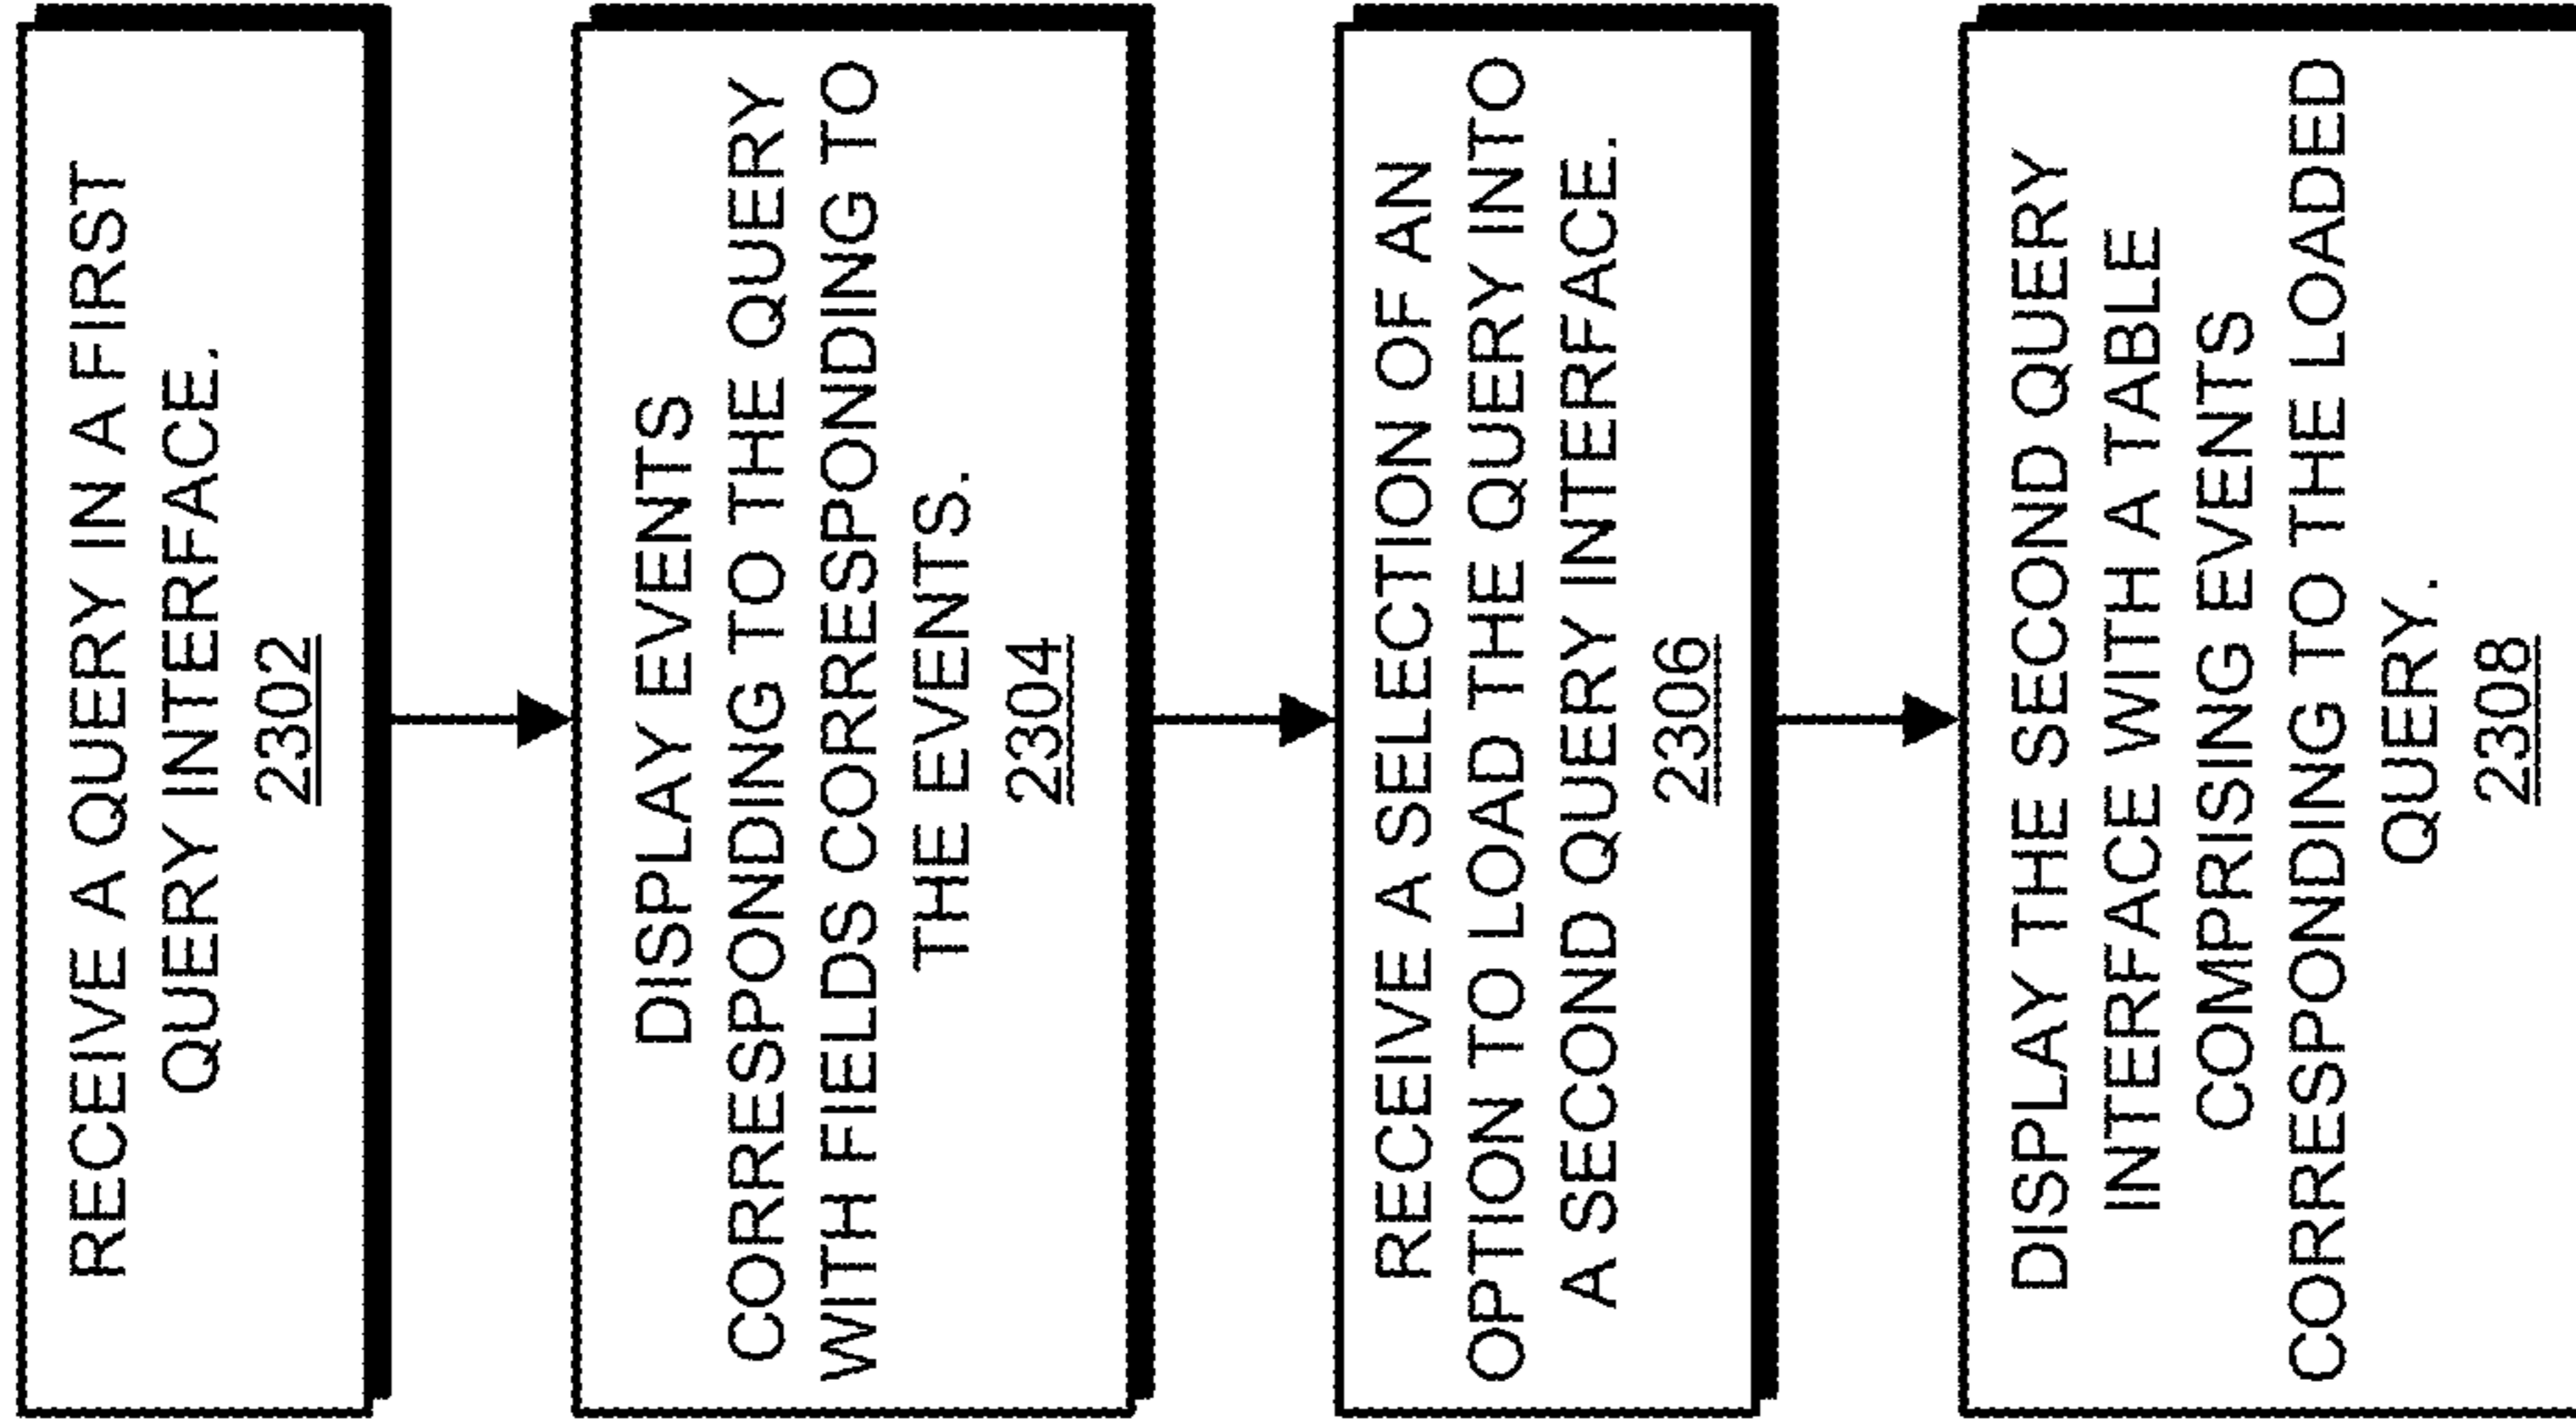 RECEIVE A QUERY IN A FIRST
QUERY INTERFACE.
2302
DISPLAY EVENTS
CORRESPONDING TO THE QUERY
WITH FIELDS CORRESPONDING TO
THE EVENTS.
2304
RECEIVE A SELECTION OF AN
OPTION TO LOAD THE QUERY INTO
A SECOND QUERY INTERFACE.
2306
DISPLAY THE SECOND QUERY
INTERFACE WITH A TABLE
COMPRISING EVENTS
CORRESPONDING TO THE LOADED
QUERY.
2308